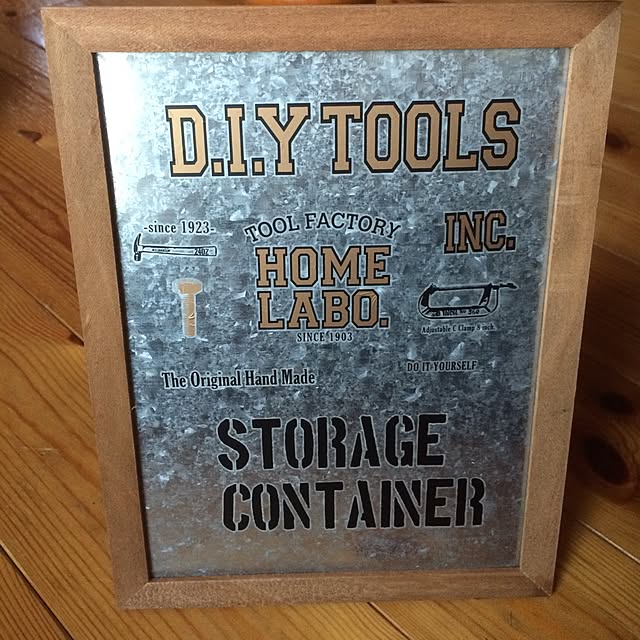 D.I.Y TOOLS
-since 1923-
24OZ
TOOL FACTORY
INC.
HOME
LABO.
SINCE 1903
Adjustable C Clamp 8-inch
The Original Hand Made
DO IT YOURSELF
STORAGE
CONTAINER